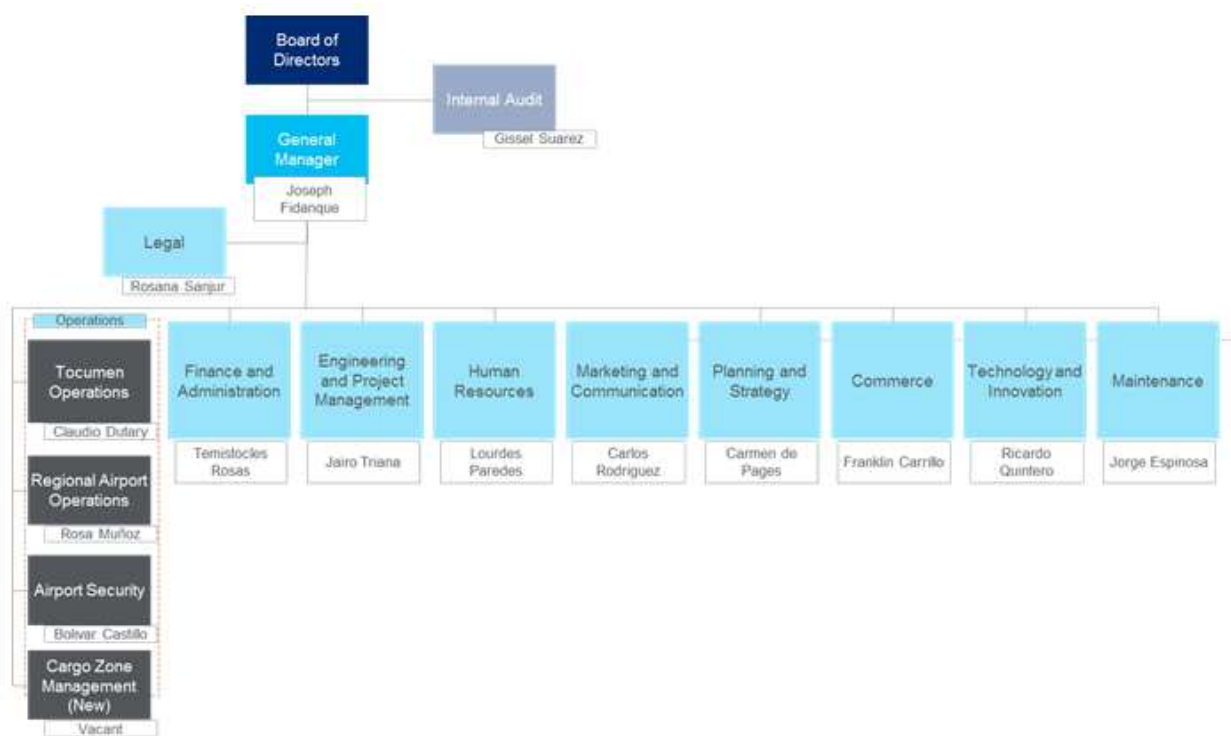 Board of
Directors
Internal Audit
Gisset Suarez
General
Manager
Joseph
Fidanque
Legal
Rosana Sanjur
Operations
Tocumen
Operations
Claudio Dutary
Regional Airport
Operations
Rosa Muñoz
Airport Security
Bolivar Castillo
Cargo Zone
Management
(New)
Vacant
Finance and
Administration
Temistocles
Rosas
Engineering
and Project
Management
Jairo Triana
Human
Resources
Lourdes
Paredes
Marketing and
Communication
Carlos
Rodriguez
Planning and
Strategy
Carmen de
Pages
Commerce
Franklin Carrillo
Technology and
Innovation
Ricardo
Quintero
Maintenance
Jorge Espinosa